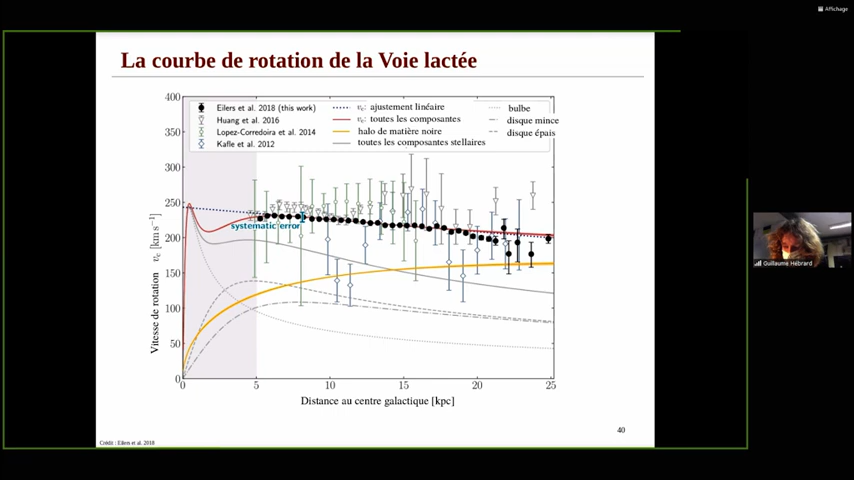 Affichage
La courbe de rotation de la Voie lactée
400
350
300
250
200
150
100
50
0
Vitesse de rotation v_c [km s⁻¹]
Eilers et al. 2018 (this work)
Huang et al. 2016
Lopez-Corredoira et al. 2014
Kafle et al. 2012
v_c: ajustement linéaire
v_c: toutes les composantes
halo de matière noire
toutes les composantes stellaires
bulbe
disque mince
disque épais
systematic error
0 5 10 15 20 25
Distance au centre galactique [kpc]
40
Crédit : Eilers et al. 2018
Guillaume Hébrard